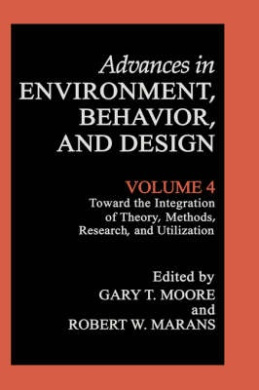 Advances in
ENVIRONMENT,
BEHAVIOR,
AND DESIGN
VOLUME 4
Toward the Integration
of Theory, Methods,
Research, and Utilization
Edited by
GARY T. MOORE
and
ROBERT W. MARANS